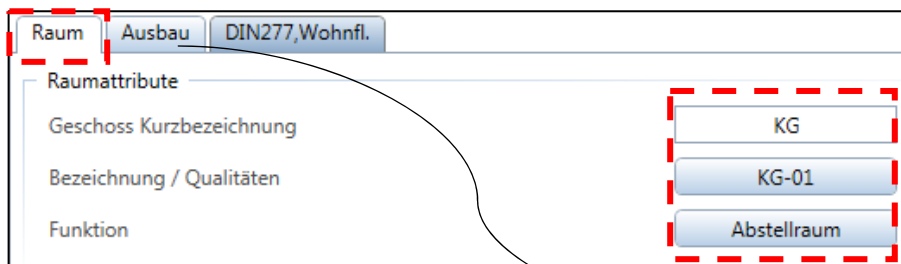 Raum Ausbau DIN277,Wohnfl.
Raumattribute
Geschoss Kurzbezeichnung KG
Bezeichnung / Qualitäten KG-01
Funktion Abstellraum